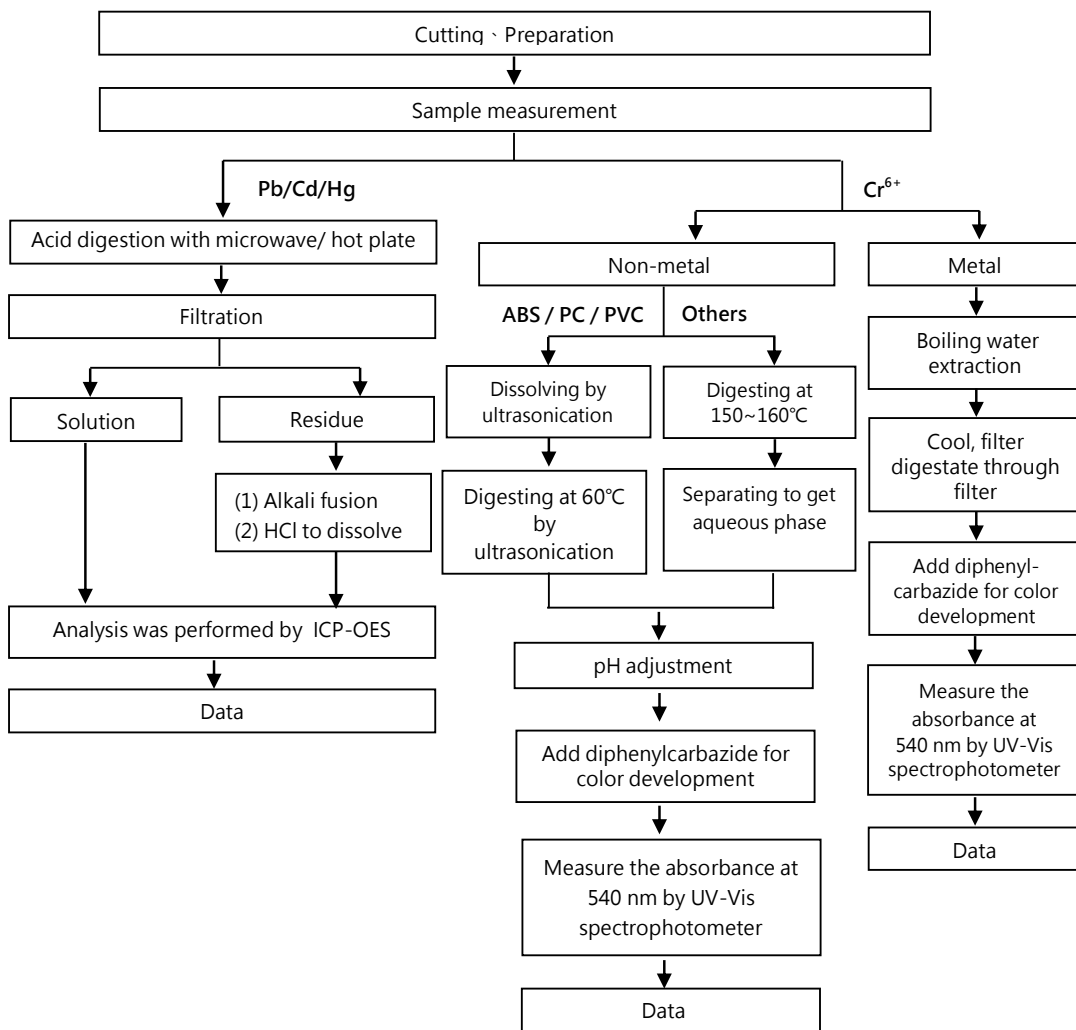 Cutting、Preparation
Sample measurement
Pb/Cd/Hg
Acid digestion with microwave/ hot plate
Filtration
Solution
Residue
(1) Alkali fusion
(2) HCl to dissolve
Analysis was performed by ICP-OES
Data
Cr⁶⁺
Non-metal
ABS / PC / PVC
Others
Dissolving by
ultrasonication
Digesting at 60℃
by
ultrasonication
Digesting at
150~160℃
Separating to get
aqueous phase
pH adjustment
Add diphenylcarbazide for
color development
Measure the absorbance at
540 nm by UV-Vis
spectrophotometer
Data
Metal
Boiling water
extraction
Cool, filter
digestate through
filter
Add diphenyl-
carbazide for color
development
Measure the
absorbance at
540 nm by UV-Vis
spectrophotometer
Data